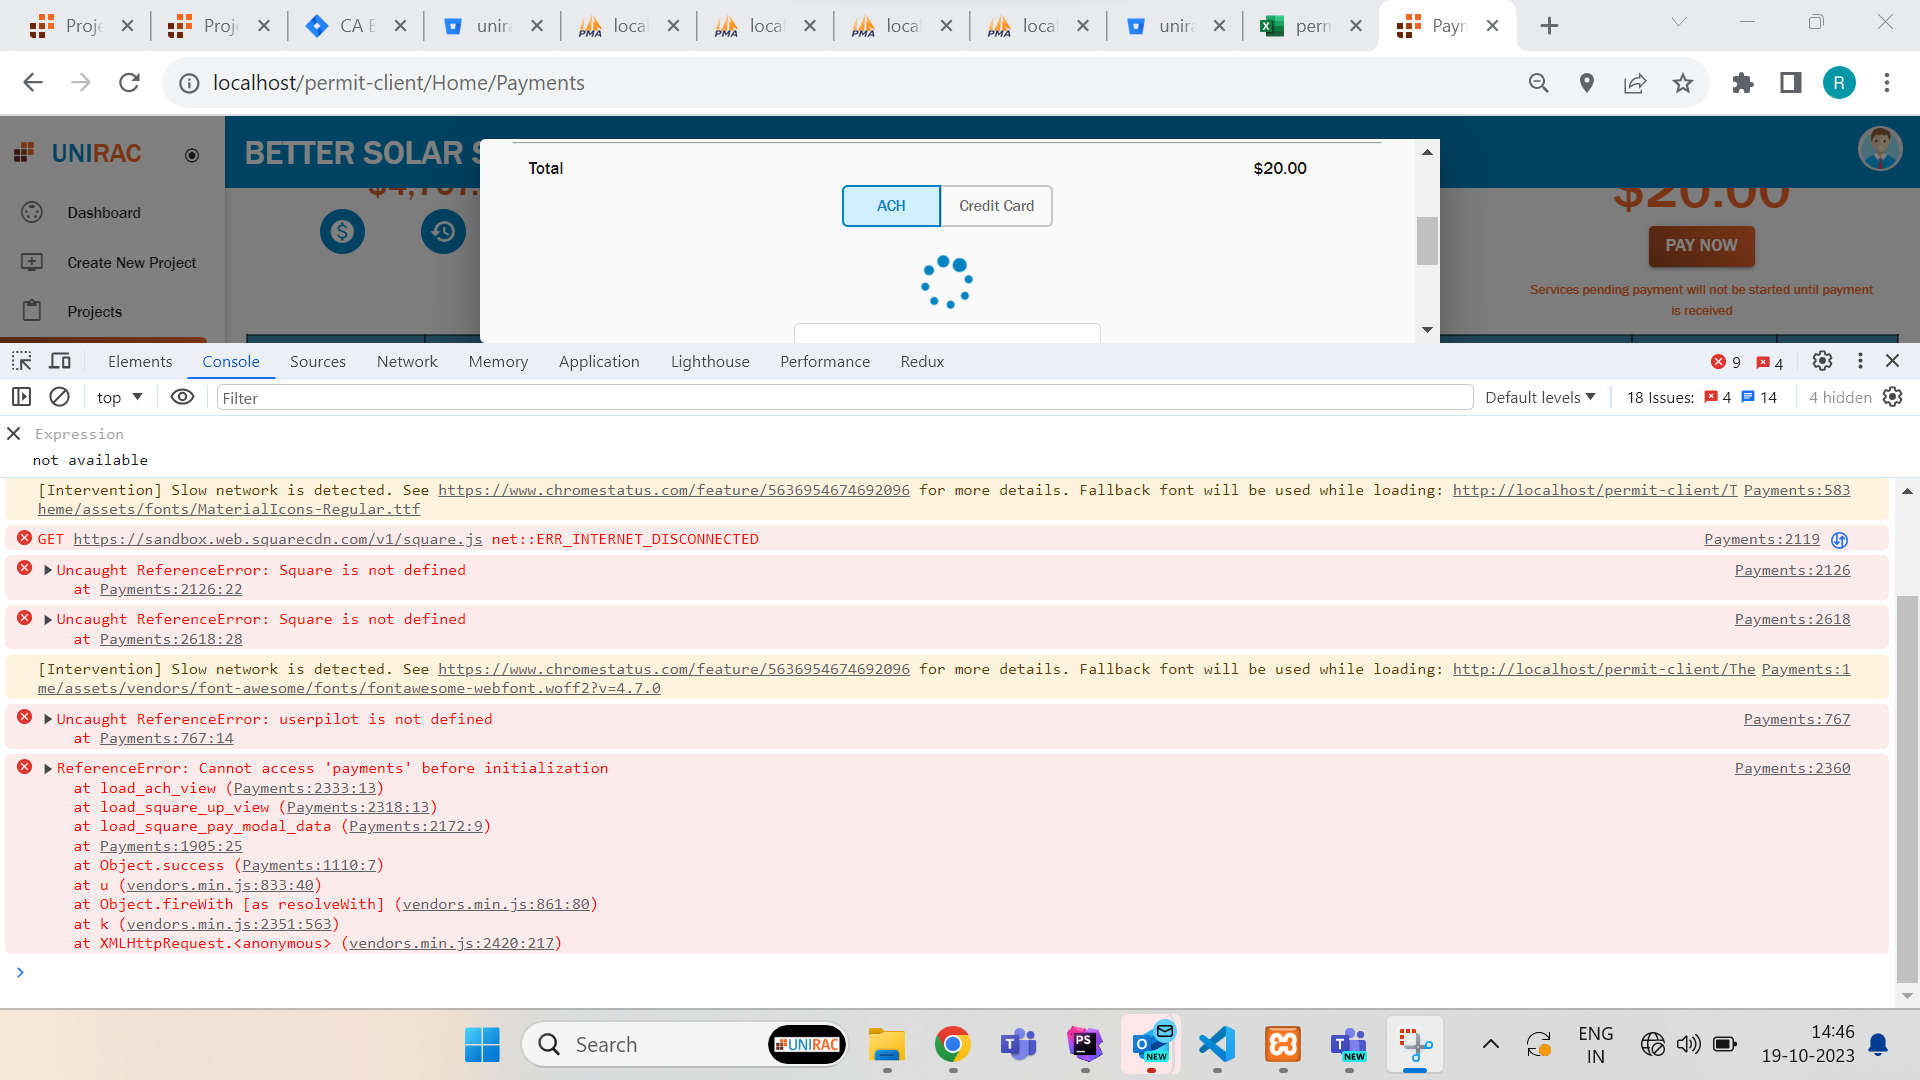 Proje
Proje
CA B
unira
local
local
local
local
unira
perm
Paym
localhost/permit-client/Home/Payments
R
UNIRAC
BETTER SOLAR S
Total
$20.00
ACH
Credit Card
$20.00
PAY NOW
Services pending payment will not be started until payment
is received
Dashboard
Create New Project
Projects
Elements
Console
Sources
Network
Memory
Application
Lighthouse
Performance
Redux
9
4
top
Filter
Default levels
18 Issues:
4
14
4 hidden
Expression
not available
[Intervention] Slow network is detected. See https://www.chromestatus.com/feature/5636954674692096 for more details. Fallback font will be used while loading: http://localhost/permit-client/T Payments:583
heme/assets/fonts/MaterialIcons-Regular.ttf
GET https://sandbox.web.squarecdn.com/v1/square.js net::ERR_INTERNET_DISCONNECTED Payments:2119
Uncaught ReferenceError: Square is not defined Payments:2126
at Payments:2126:22
Uncaught ReferenceError: Square is not defined Payments:2618
at Payments:2618:28
[Intervention] Slow network is detected. See https://www.chromestatus.com/feature/5636954674692096 for more details. Fallback font will be used while loading: http://localhost/permit-client/The Payments:1
me/assets/vendors/font-awesome/fonts/fontawesome-webfont.woff2?v=4.7.0
Uncaught ReferenceError: userpilot is not defined Payments:767
at Payments:767:14
ReferenceError: Cannot access 'payments' before initialization Payments:2360
at load_ach_view (Payments:2333:13)
at load_square_up_view (Payments:2318:13)
at load_square_pay_modal_data (Payments:2172:9)
at Payments:1905:25
at Object.success (Payments:1110:7)
at u (vendors.min.js:833:40)
at Object.fireWith [as resolveWith] (vendors.min.js:861:80)
at k (vendors.min.js:2351:563)
at XMLHttpRequest.<anonymous> (vendors.min.js:2420:217)
Search
UNIRAC
NEW
NEW
ENG
IN
14:46
19-10-2023